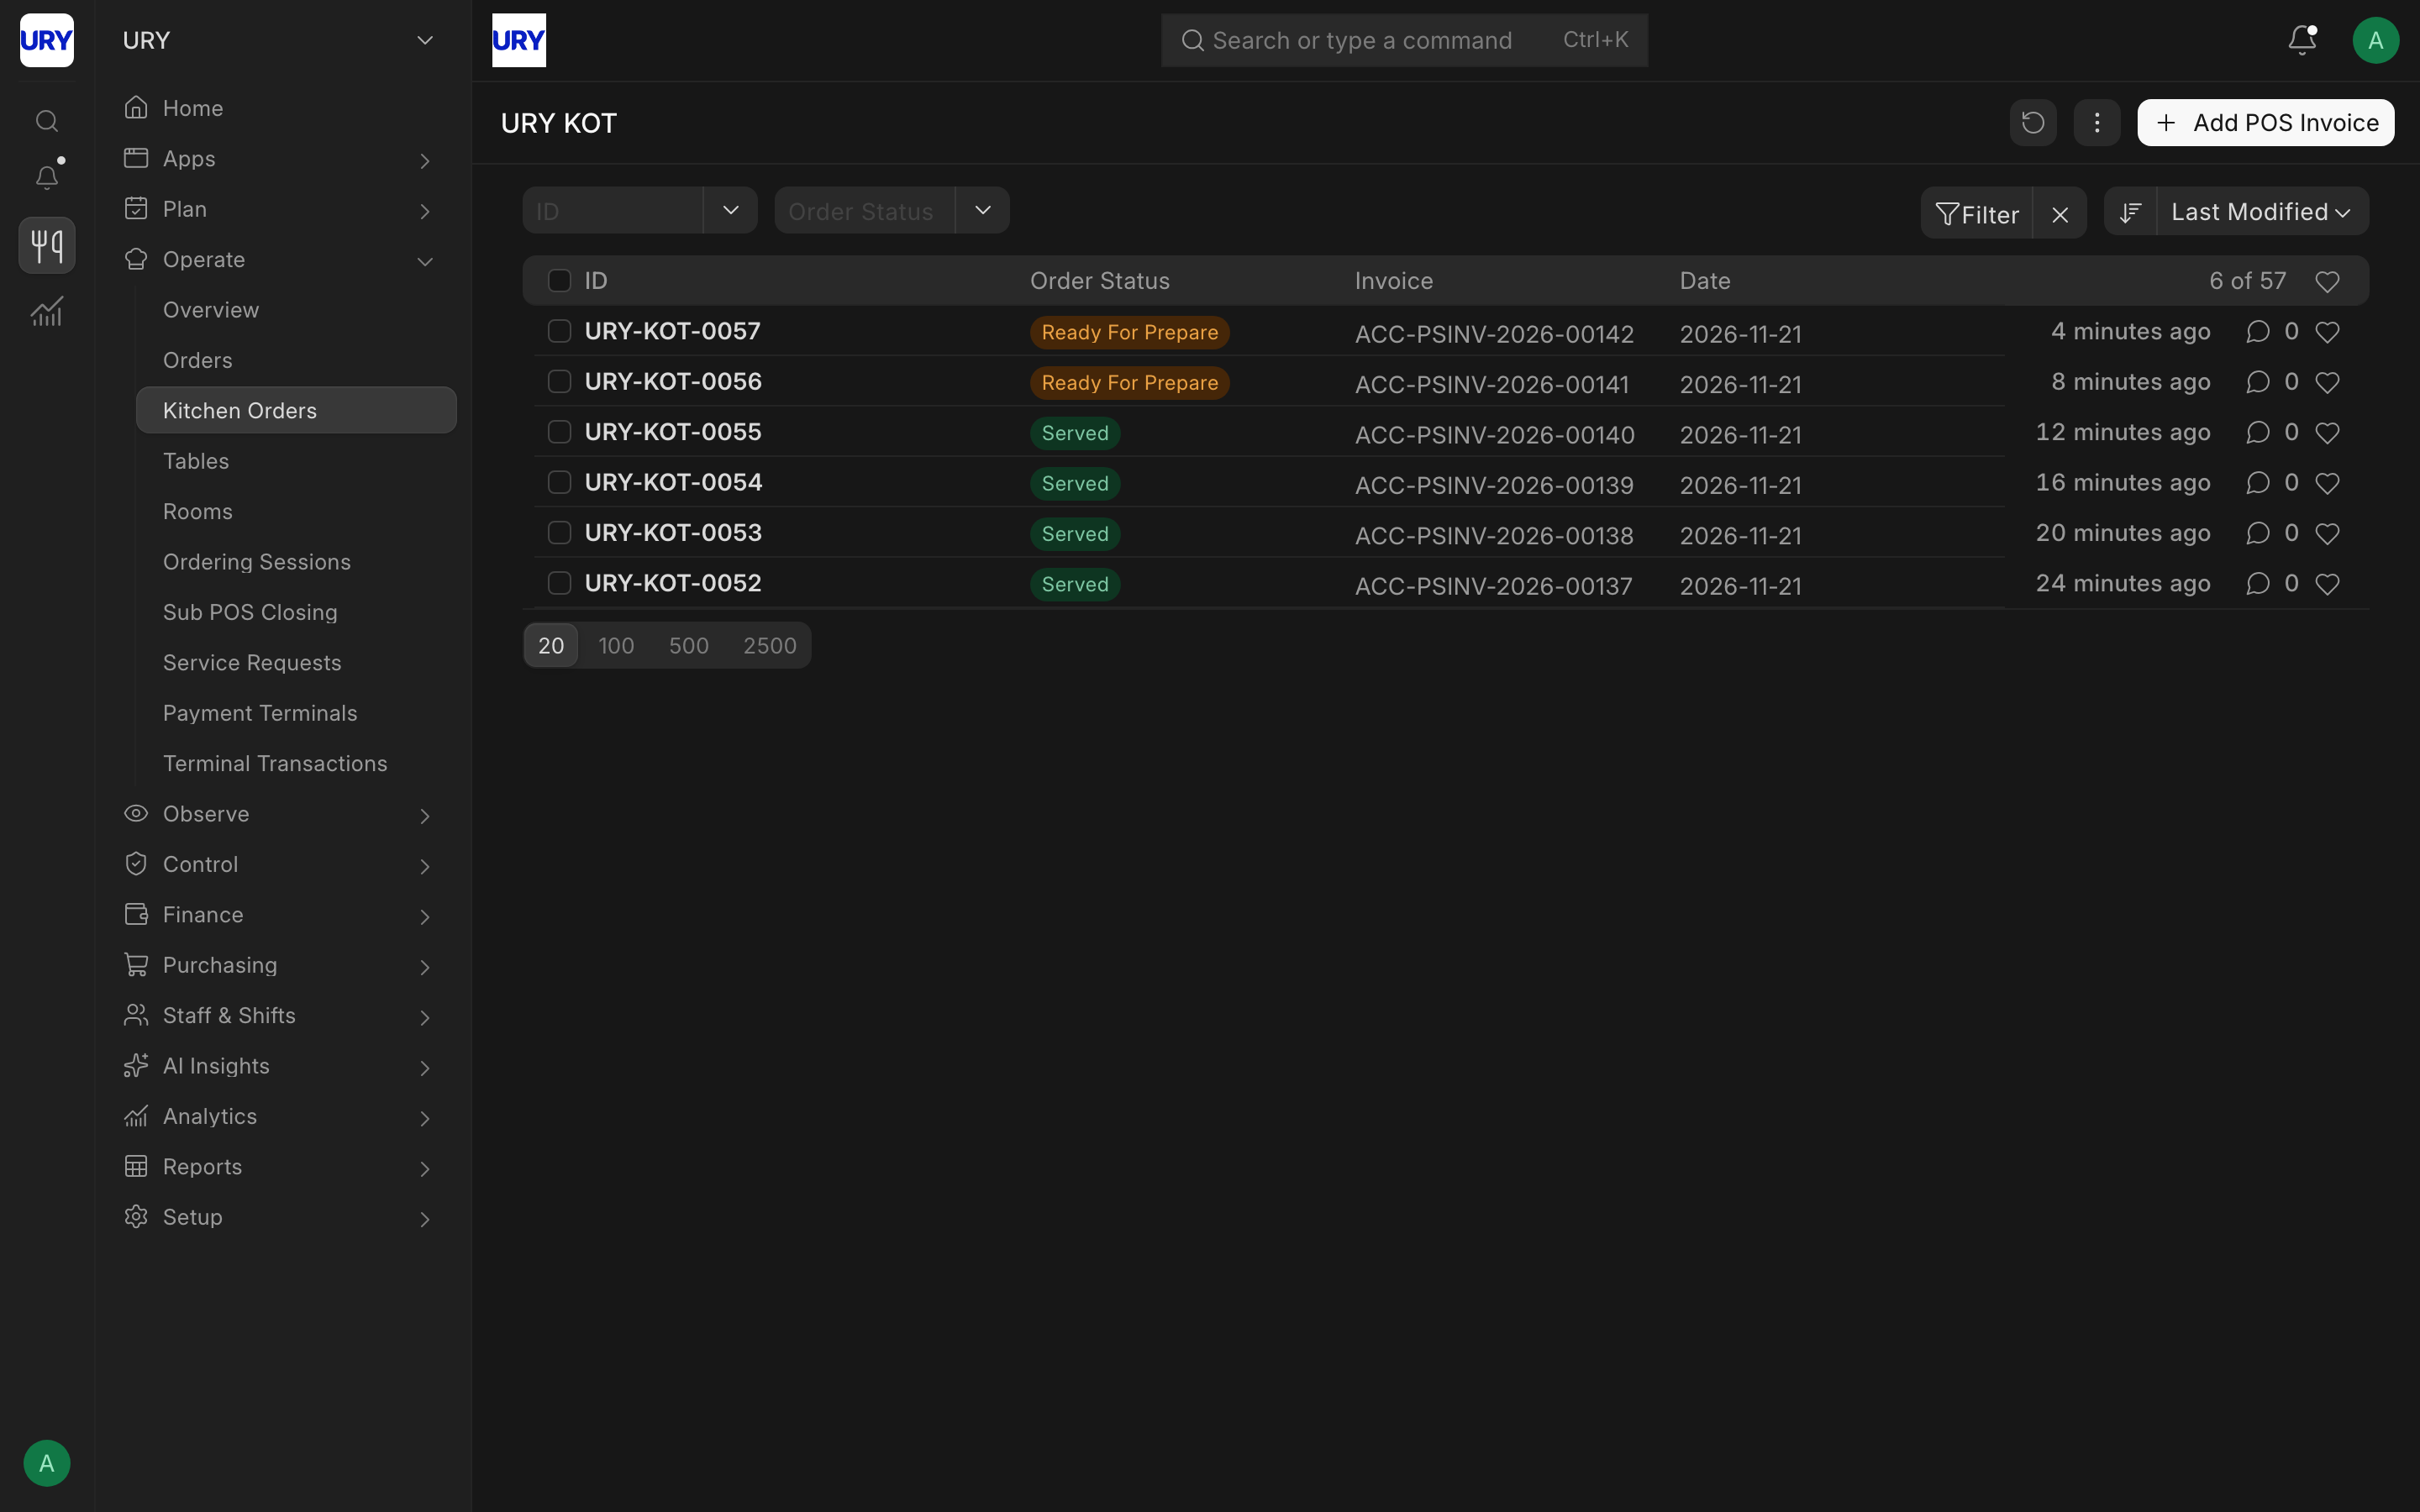 URY
URY
Home
Apps
Plan
Operate
Overview
Orders
Kitchen Orders
Tables
Rooms
Ordering Sessions
Sub POS Closing
Service Requests
Payment Terminals
Terminal Transactions
Observe
Control
Finance
Purchasing
Staff & Shifts
AI Insights
Analytics
Reports
Setup
A
URY
Search or type a command Ctrl+K
A
URY KOT
Add POS Invoice
ID Order Status Filter Last Modified
ID Order Status Invoice Date 6 of 57
URY-KOT-0057 Ready For Prepare ACC-PSINV-2026-00142 2026-11-21 4 minutes ago 0
URY-KOT-0056 Ready For Prepare ACC-PSINV-2026-00141 2026-11-21 8 minutes ago 0
URY-KOT-0055 Served ACC-PSINV-2026-00140 2026-11-21 12 minutes ago 0
URY-KOT-0054 Served ACC-PSINV-2026-00139 2026-11-21 16 minutes ago 0
URY-KOT-0053 Served ACC-PSINV-2026-00138 2026-11-21 20 minutes ago 0
URY-KOT-0052 Served ACC-PSINV-2026-00137 2026-11-21 24 minutes ago 0
20 100 500 2500